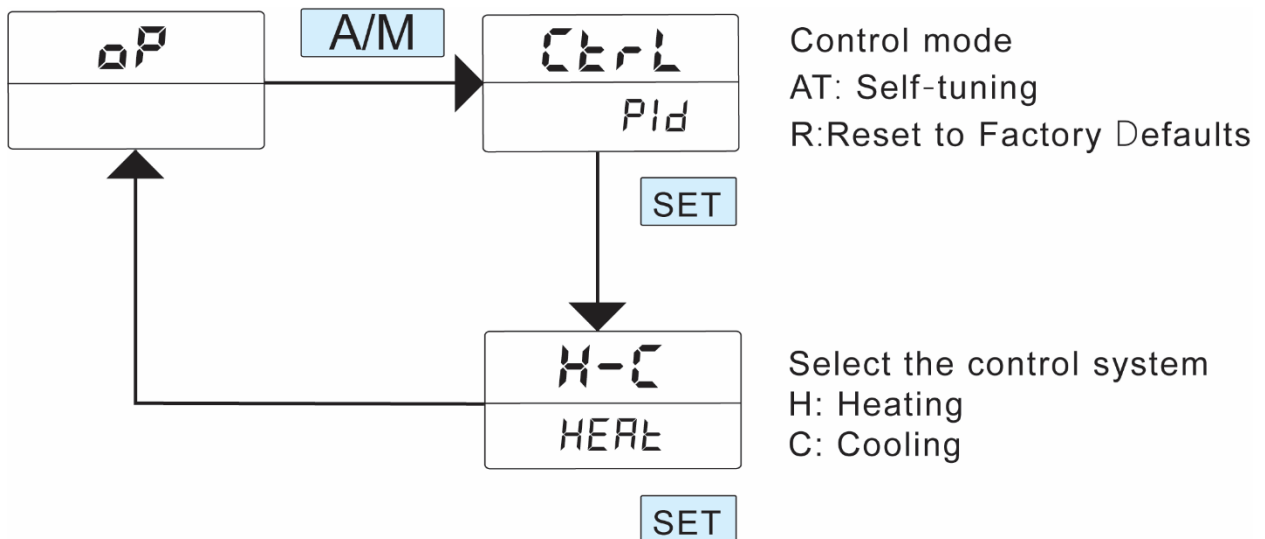 oP
A/M
CtrL
PId
Control mode
AT: Self-tuning
R:Reset to Factory Defaults
SET
H-C
HEAt
Select the control system
H: Heating
C: Cooling
SET